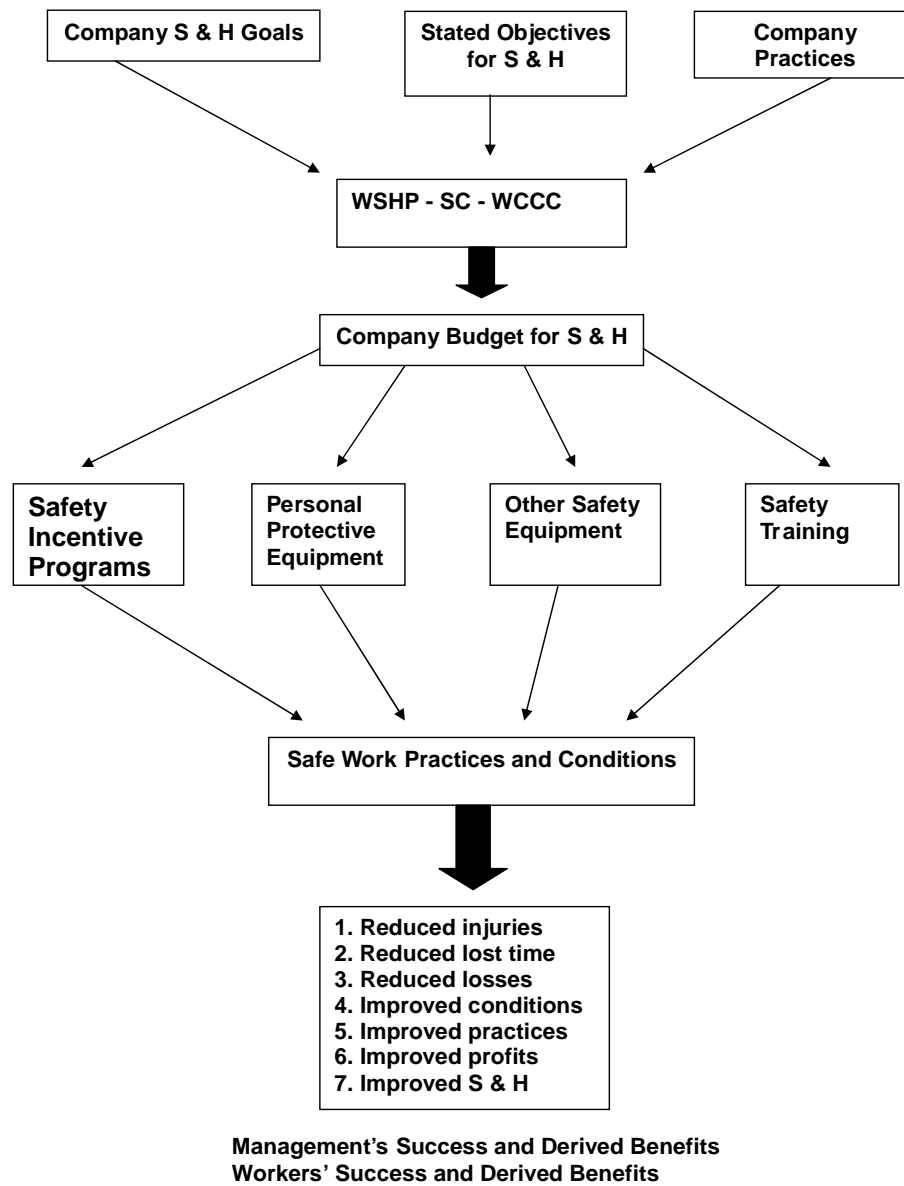 Company S & H Goals
Stated Objectives
for S & H
Company
Practices
WSHP - SC - WCCC
Company Budget for S & H
Safety
Incentive
Programs
Personal
Protective
Equipment
Other Safety
Equipment
Safety
Training
Safe Work Practices and Conditions
1. Reduced injuries
2. Reduced lost time
3. Reduced losses
4. Improved conditions
5. Improved practices
6. Improved profits
7. Improved S & H
Management’s Success and Derived Benefits
Workers’ Success and Derived Benefits